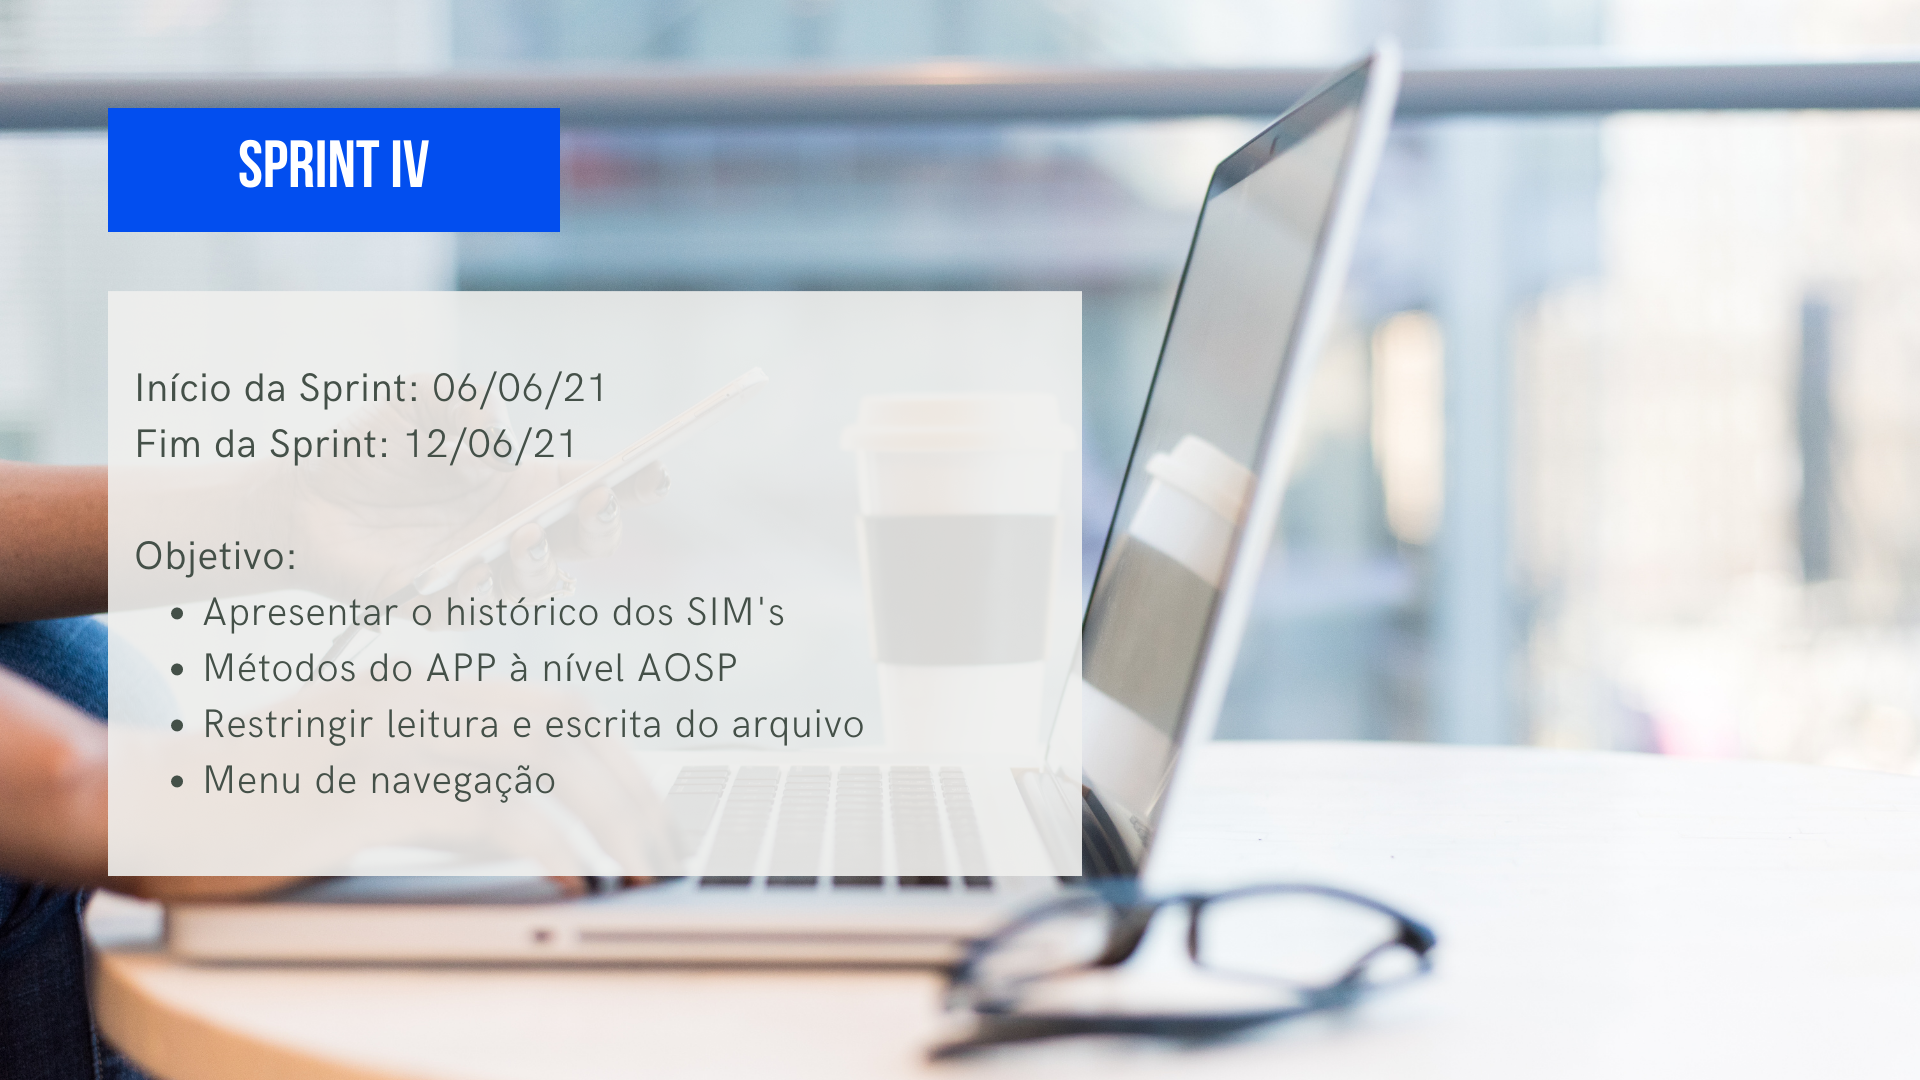 SPRINT IV
Início da Sprint: 06/06/21
Fim da Sprint: 12/06/21
Objetivo:
• Apresentar o histórico dos SIM's
• Métodos do APP à nível AOSP
• Restringir leitura e escrita do arquivo
• Menu de navegação